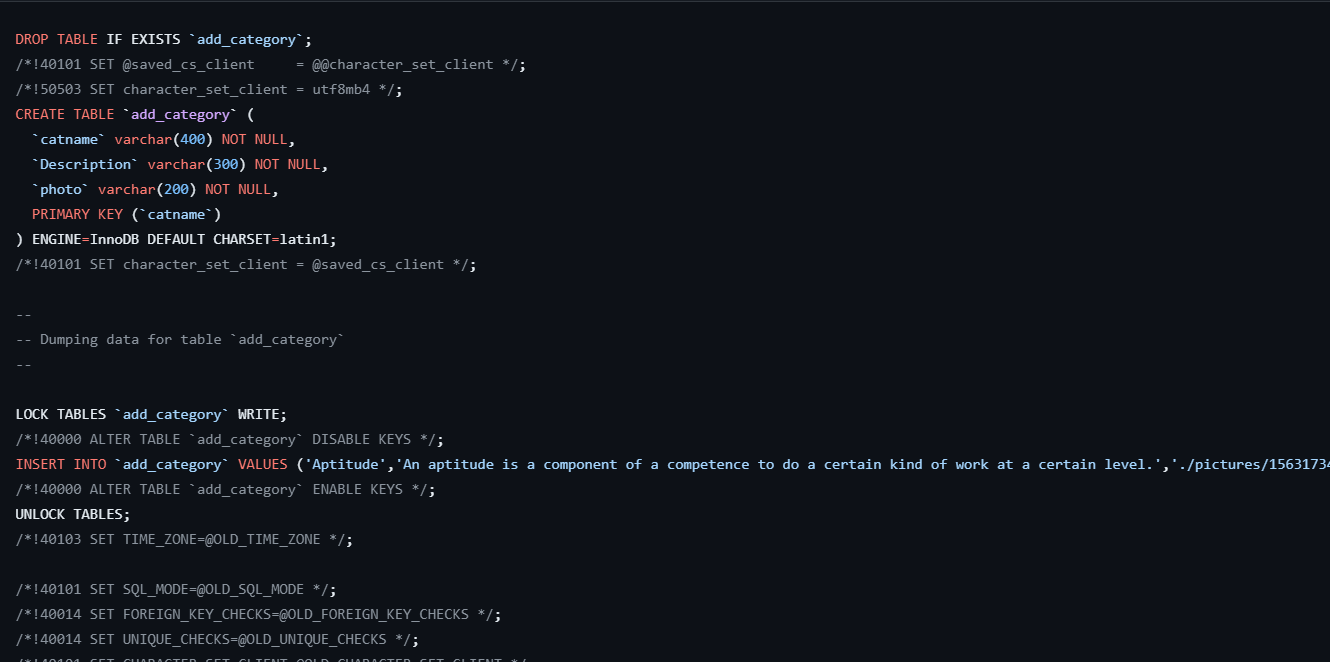 DROP TABLE IF EXISTS `add_category`;
/*!40101 SET @saved_cs_client     = @@character_set_client */;
/*!50503 SET character_set_client = utf8mb4 */;
CREATE TABLE `add_category` (
  `catname` varchar(400) NOT NULL,
  `Description` varchar(300) NOT NULL,
  `photo` varchar(200) NOT NULL,
  PRIMARY KEY (`catname`)
) ENGINE=InnoDB DEFAULT CHARSET=latin1;
/*!40101 SET character_set_client = @saved_cs_client */;
--
-- Dumping data for table `add_category`
--
LOCK TABLES `add_category` WRITE;
/*!40000 ALTER TABLE `add_category` DISABLE KEYS */;
INSERT INTO `add_category` VALUES ('Aptitude','An aptitude is a component of a competence to do a certain kind of work at a certain level.','./pictures/1563173
/*!40000 ALTER TABLE `add_category` ENABLE KEYS */;
UNLOCK TABLES;
/*!40103 SET TIME_ZONE=@OLD_TIME_ZONE */;
/*!40101 SET SQL_MODE=@OLD_SQL_MODE */;
/*!40014 SET FOREIGN_KEY_CHECKS=@OLD_FOREIGN_KEY_CHECKS */;
/*!40014 SET UNIQUE_CHECKS=@OLD_UNIQUE_CHECKS */;